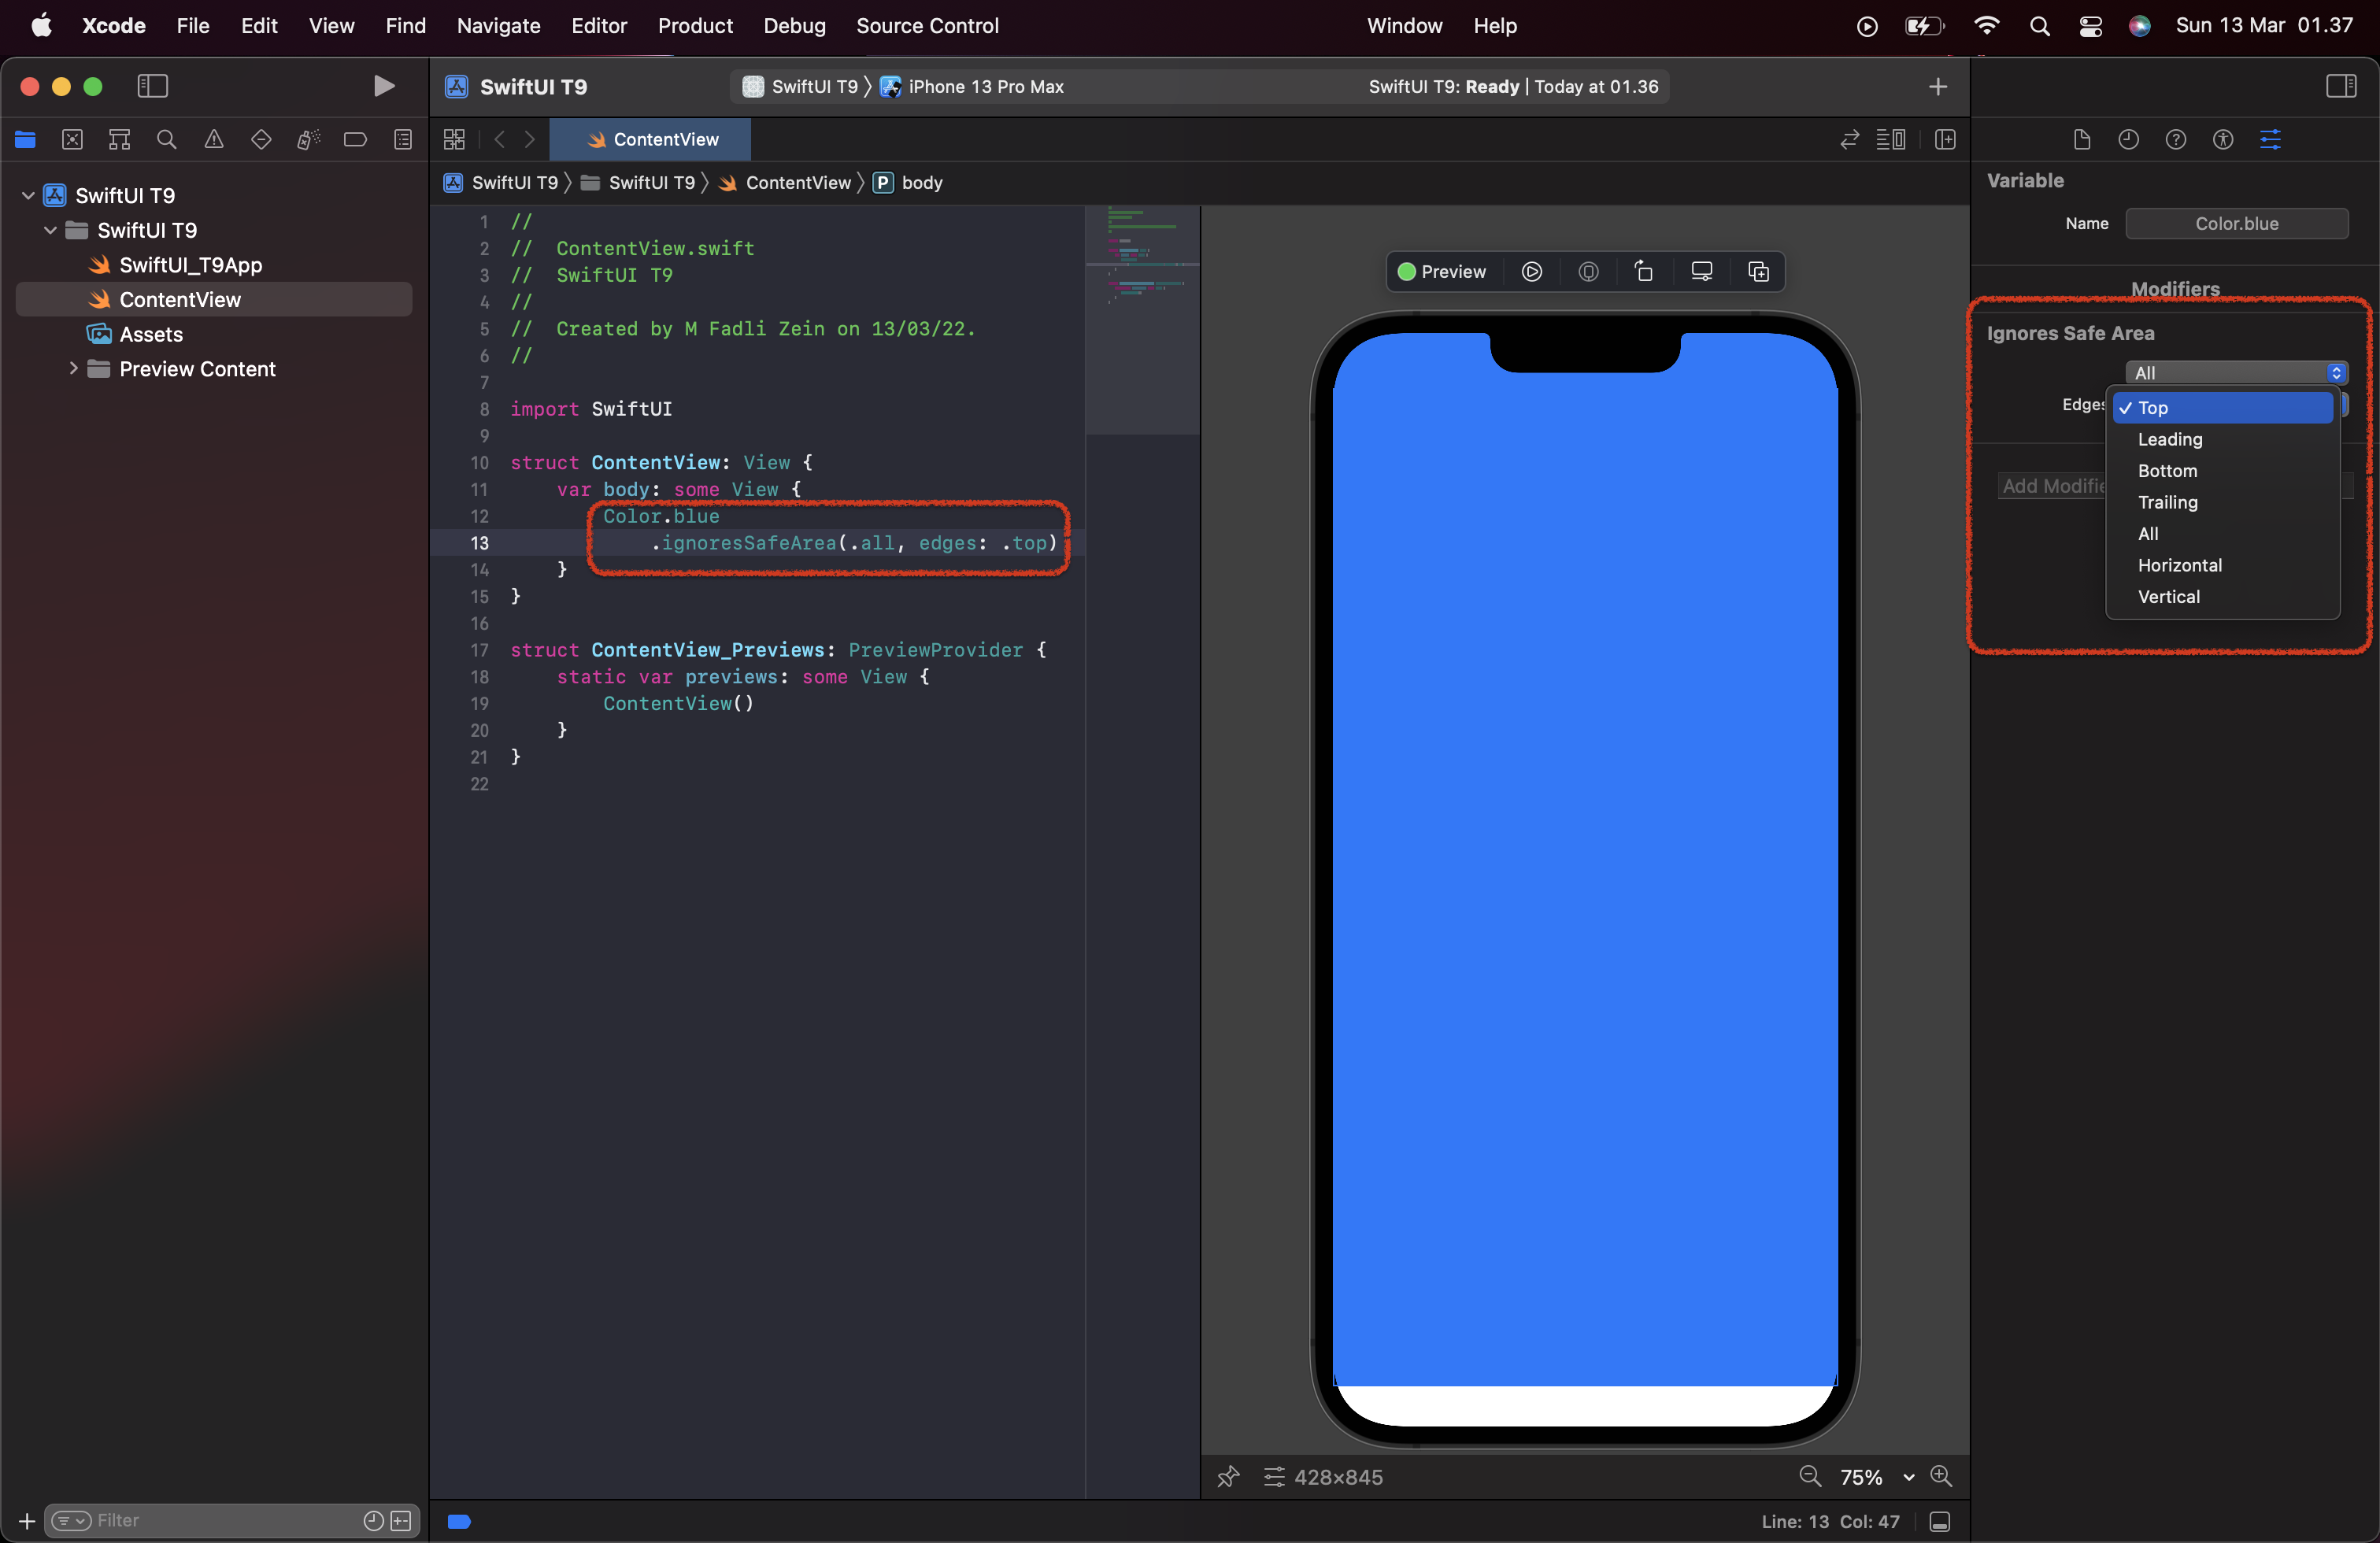 Xcode File Edit View Find Navigate Editor Product Debug Source Control Window Help Sun 13 Mar 01.37
SwiftUI T9 SwiftUI T9 iPhone 13 Pro Max SwiftUI T9: Ready | Today at 01.36
ContentView
SwiftUI T9 SwiftUI T9 ContentView P body
SwiftUI T9
SwiftUI T9
SwiftUI_T9App
ContentView
Assets
Preview Content
Filter
1 //
2 // ContentView.swift
3 // SwiftUI T9
4 //
5 // Created by M Fadli Zein on 13/03/22.
6 //
7
8 import SwiftUI
9
10 struct ContentView: View {
11 var body: some View {
12 Color.blue
13 .ignoresSafeArea(.all, edges: .top)
14 }
15 }
16
17 struct ContentView_Previews: PreviewProvider {
18 static var previews: some View {
19 ContentView()
20 }
21 }
22
Preview
428×845 75%
Line: 13 Col: 47
Variable
Name Color.blue
Modifiers
Ignores Safe Area
All
Edges
Top
Leading
Bottom
Trailing
All
Horizontal
Vertical
Add Modifie